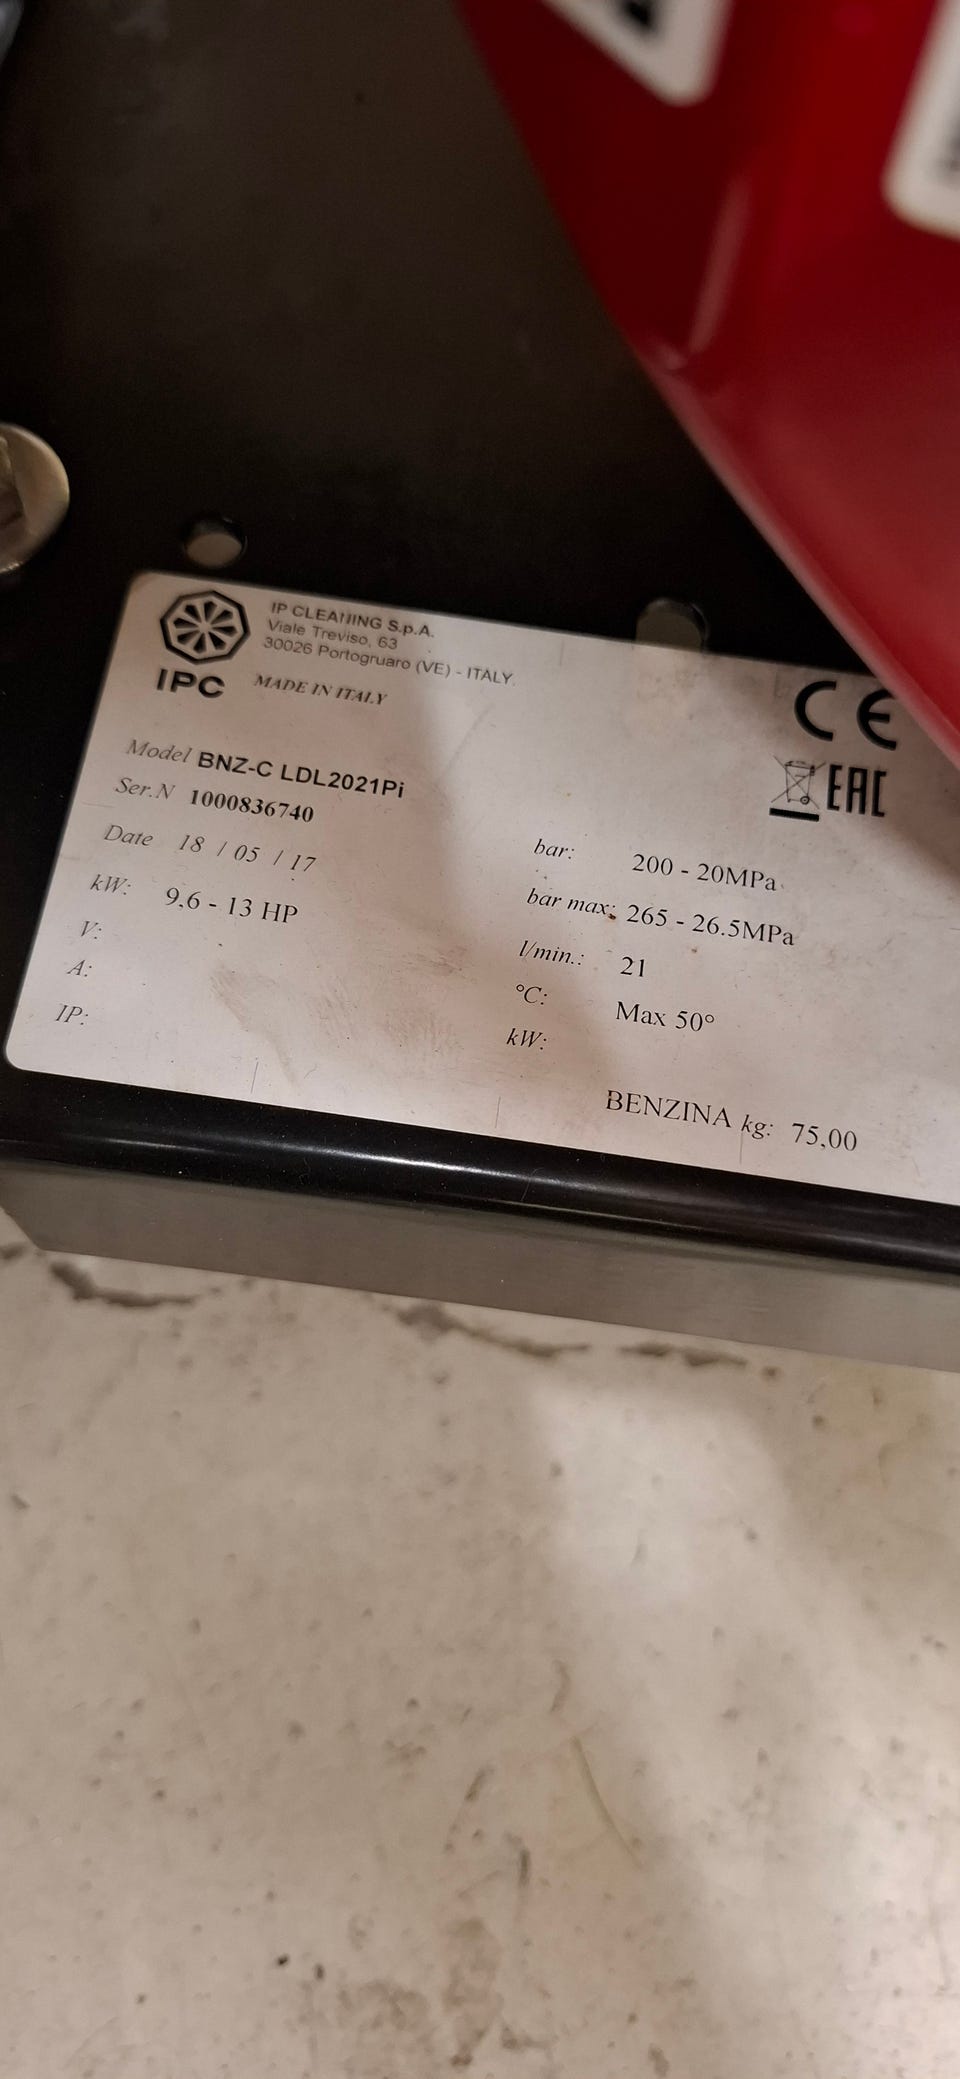 IP CLEANING S.p.A.
Viale Treviso, 63
30026 Portogruaro (VE) - ITALY
IPC
MADE IN ITALY
CE
EAC
Model BNZ-C LDL2021Pi
Ser.N 1000836740
Date 18 / 05 / 17
kW: 9.6 - 13 HP
V:
A:
IP:
bar: 200 - 20MPa
bar max: 265 - 26.5MPa
l/min.: 21
°C: Max 50°
kW:
BENZINA kg: 75,00